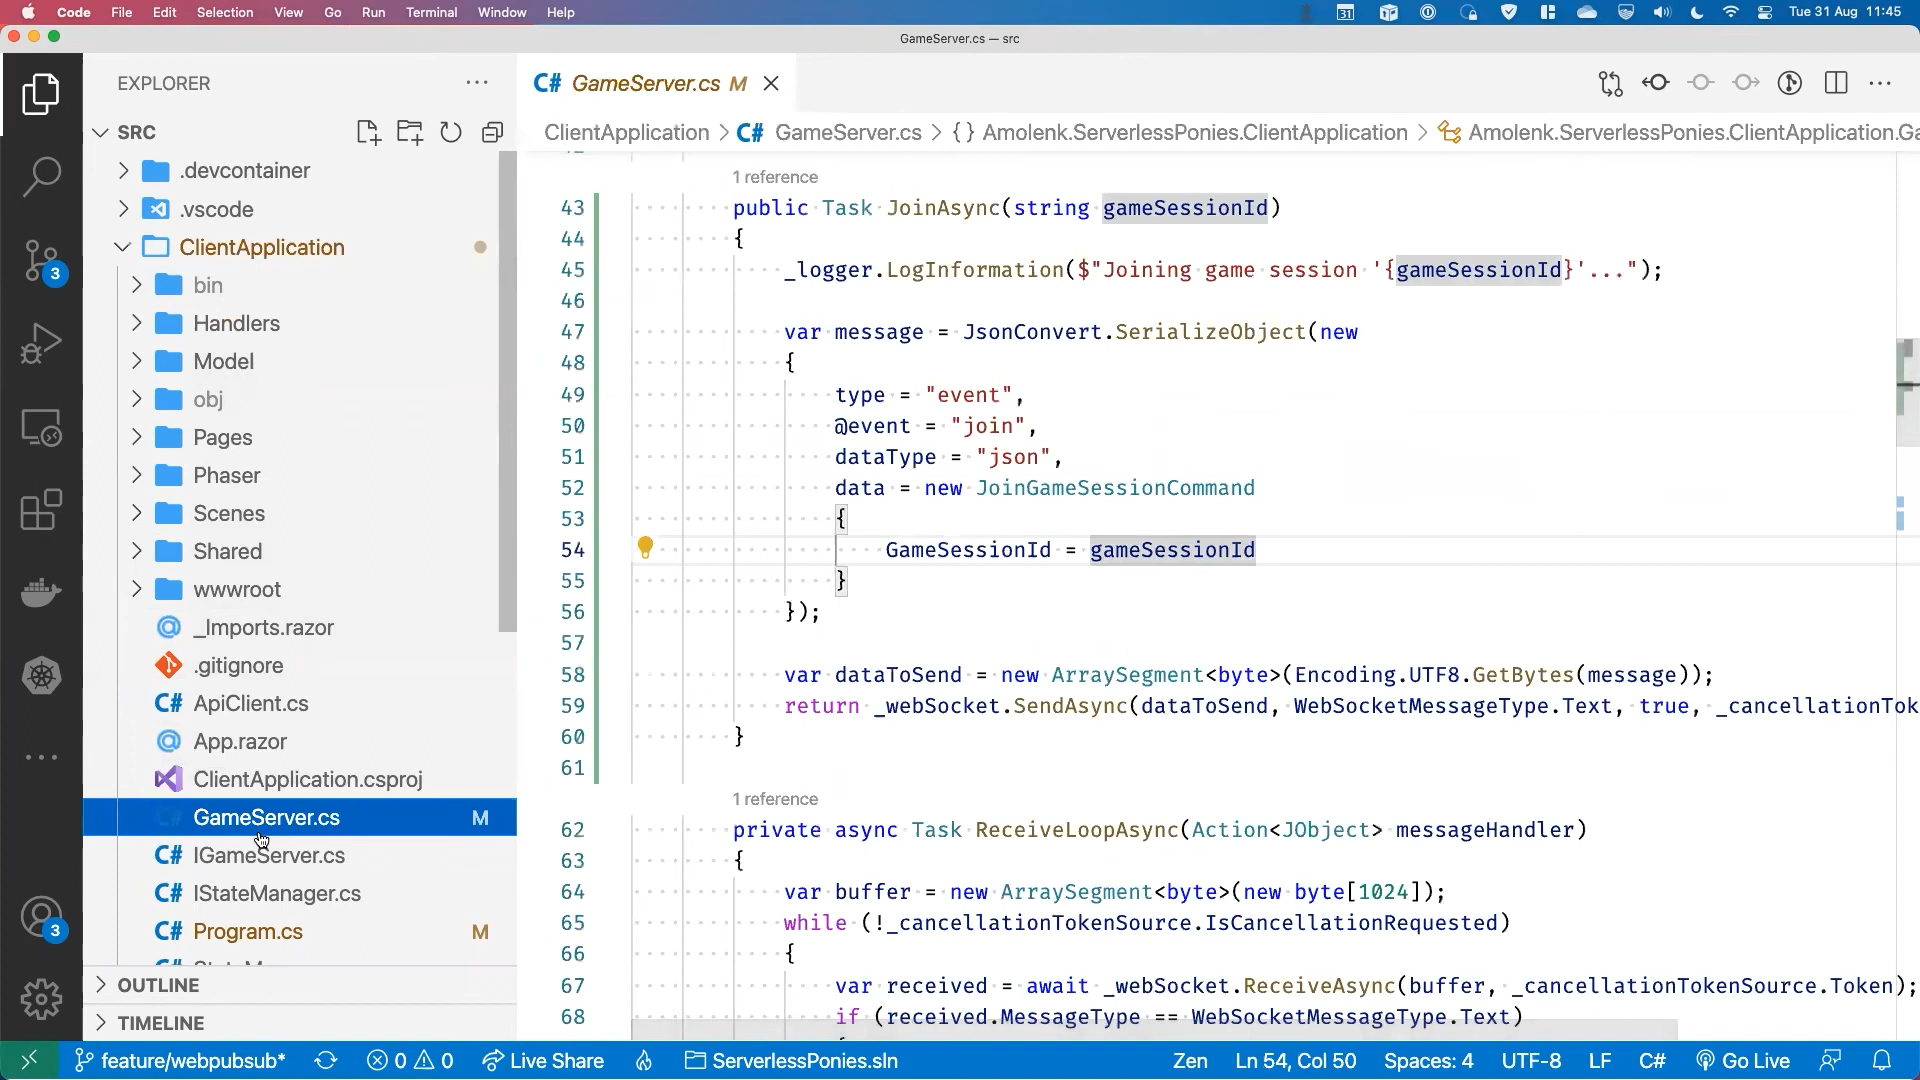 Code File Edit Selection View Go Run Terminal Window Help
31
Tue 31 Aug 11:45
GameServer.cs — src
EXPLORER
SRC
.devcontainer
.vscode
ClientApplication
bin
Handlers
Model
obj
Pages
Phaser
Scenes
Shared
wwwroot
_Imports.razor
.gitignore
C# ApiClient.cs
App.razor
ClientApplication.csproj
C# GameServer.cs M
C# IGameServer.cs
C# IStateManager.cs
C# Program.cs M
OUTLINE
TIMELINE
3
3
C# GameServer.cs M
ClientApplication > C# GameServer.cs > {} Amolenk.ServerlessPonies.ClientApplication > Amolenk.ServerlessPonies.ClientApplication.Ga
1 reference
43 public Task JoinAsync(string gameSessionId)
44 {
45 _logger.LogInformation($"Joining game session '{gameSessionId}'...");
46
47 var message = JsonConvert.SerializeObject(new
48 {
49 type = "event",
50 @event = "join",
51 dataType = "json",
52 data = new JoinGameSessionCommand
53 {
54 GameSessionId = gameSessionId
55 }
56 });
57
58 var dataToSend = new ArraySegment<byte>(Encoding.UTF8.GetBytes(message));
59 return _webSocket.SendAsync(dataToSend, WebSocketMessageType.Text, true, _cancellationTok
60 }
61
1 reference
62 private async Task ReceiveLoopAsync(Action<JObject> messageHandler)
63 {
64 var buffer = new ArraySegment<byte>(new byte[1024]);
65 while (!_cancellationTokenSource.IsCancellationRequested)
66 {
67 var received = await _webSocket.ReceiveAsync(buffer, _cancellationTokenSource.Token);
68 if (received.MessageType == WebSocketMessageType.Text)
feature/webpubsub* 0 0 Live Share ServerlessPonies.sln Zen Ln 54, Col 50 Spaces: 4 UTF-8 LF C# Go Live